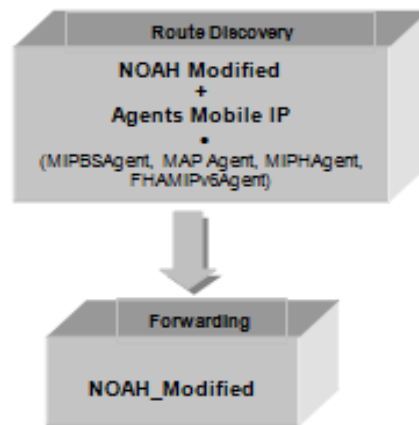 Route Discovery
NOAH Modified
+
Agents Mobile IP
•
(MIPBSAgent, MAP Agent, MIPHAgent,
FHAMIPv6Agent)
Forwarding
NOAH_Modified